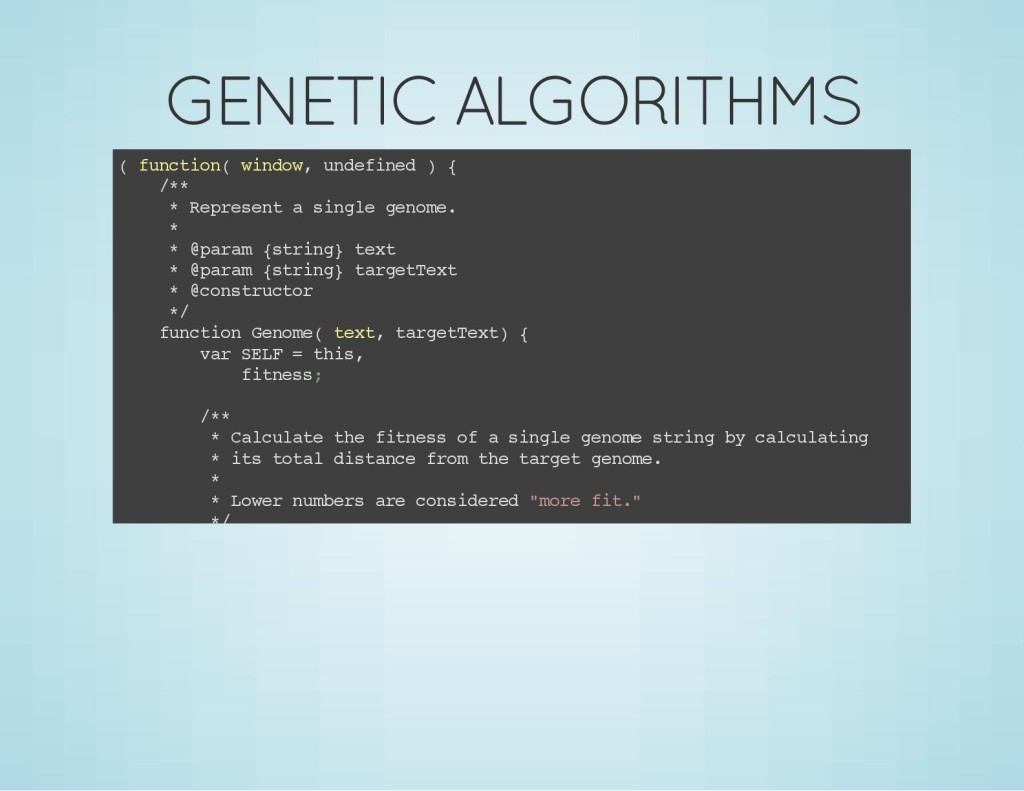 GENETIC ALGORITHMS
( function( window, undefined ) {
    /**
     * Represent a single genome.
     *
     * @param {string} text
     * @param {string} targetText
     * @constructor
     */
    function Genome( text, targetText) {
        var SELF = this,
            fitness;

        /**
         * Calculate the fitness of a single genome string by calculating
         * its total distance from the target genome.
         *
         * Lower numbers are considered "more fit."
         */